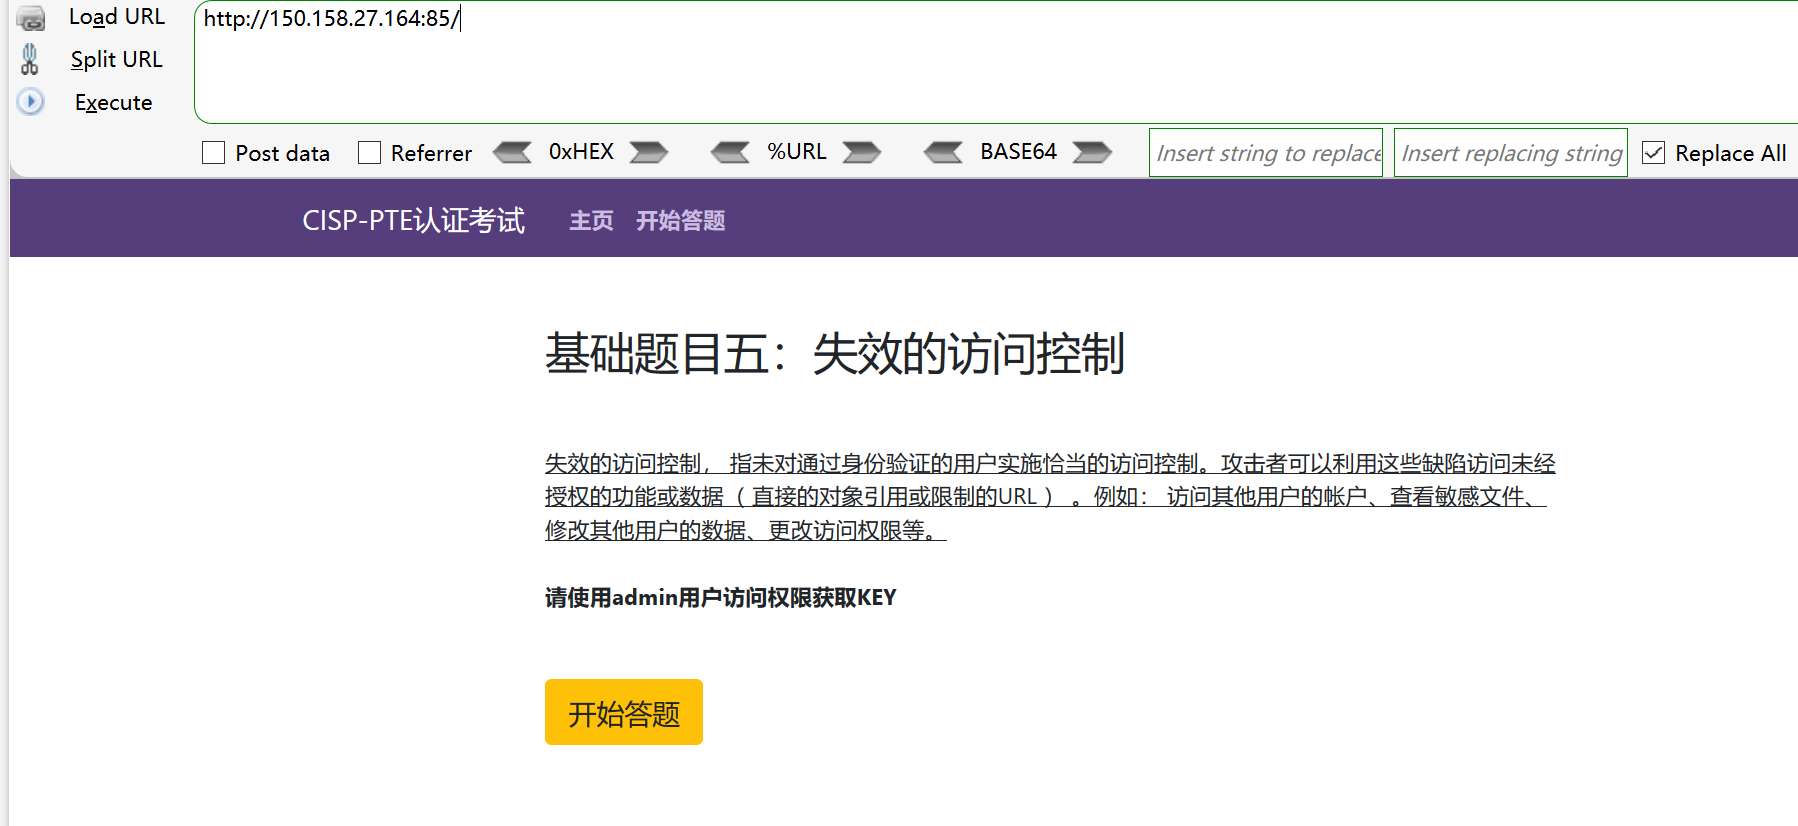 Load URL
http://150.158.27.164:85/
Split URL
Execute
Post data Referrer 0xHEX %URL BASE64 Insert string to replace Insert replacing string Replace All
CISP-PTE认证考试 主页 开始答题
基础题目五：失效的访问控制
失效的访问控制， 指未对通过身份验证的用户实施恰当的访问控制。攻击者可以利用这些缺陷访问未经
授权的功能或数据（ 直接的对象引用或限制的URL ） 。例如： 访问其他用户的帐户、查看敏感文件、
修改其他用户的数据、更改访问权限等。
请使用admin用户访问权限获取KEY
开始答题